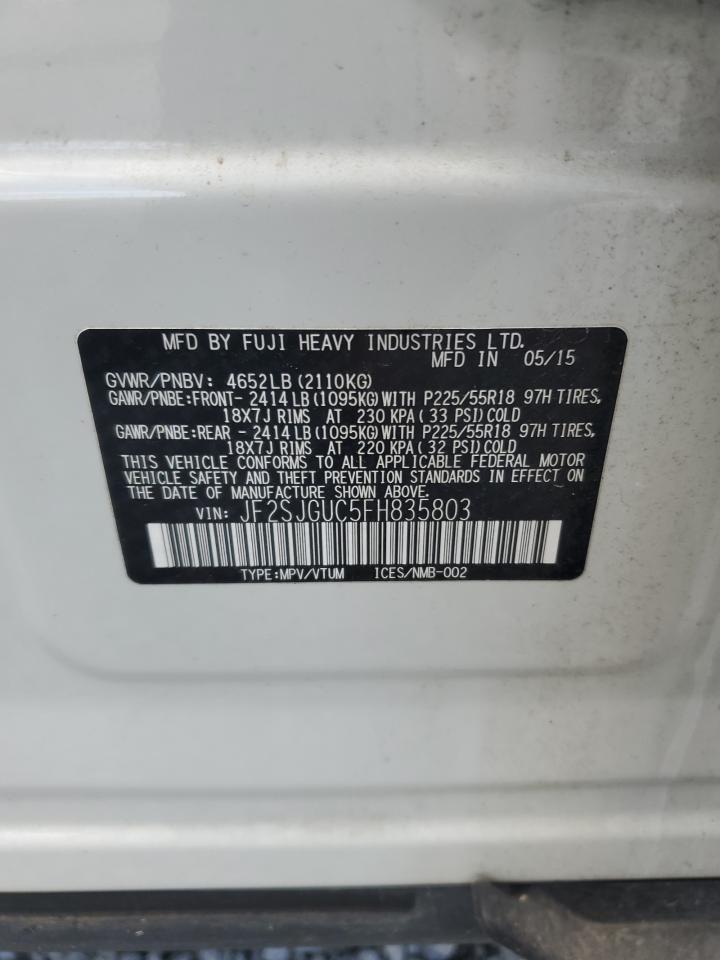 MFD BY FUJI HEAVY INDUSTRIES LTD.
MFD IN 05/15
GVWR/PNBV: 4652LB (2110KG)
GAWR/PNBE:FRONT- 2414 LB (1095KG) WITH P225/55R18 97H TIRES,
18X7J RIMS AT 230 KPA ( 33 PSI) COLD
GAWR/PNBE:REAR - 2414 LB (1095KG) WITH P225/55R18 97H TIRES,
18X7J RIMS AT 220 KPA ( 32 PSI) COLD
THIS VEHICLE CONFORMS TO ALL APPLICABLE FEDERAL MOTOR
VEHICLE SAFETY AND THEFT PREVENTION STANDARDS IN EFFECT ON
THE DATE OF MANUFACTURE SHOWN ABOVE.
VIN: JF2SJGUC5FH835803
TYPE:MPV/VTUM ICES/NMB-002